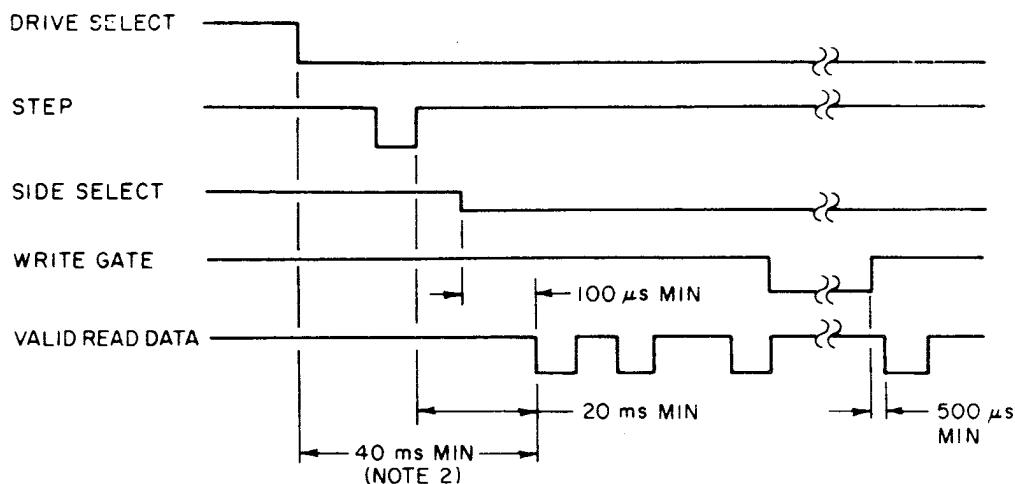 DRIVE SELECT
STEP
SIDE SELECT
WRITE GATE
100 µs MIN
VALID READ DATA
20 ms MIN
500 µs
MIN
40 ms MIN
(NOTE 2)